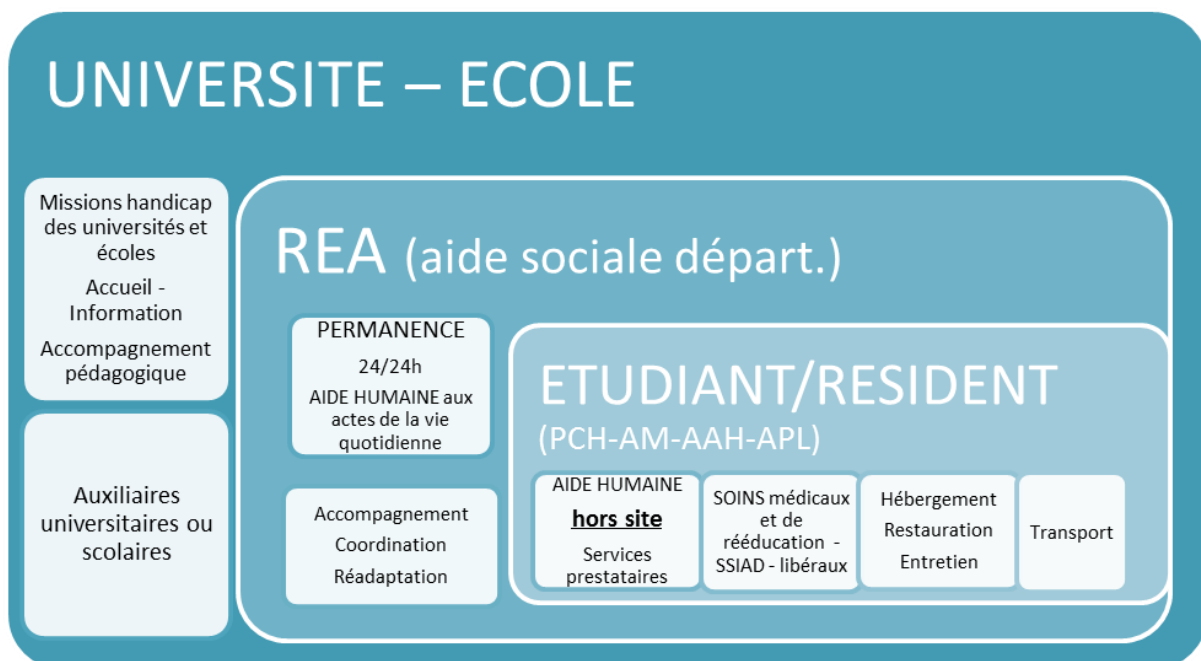 UNIVERSITE – ECOLE
Missions handicap
des universités et
écoles
Accueil -
Information
Accompagnement
pédagogique
Auxiliaires
universitaires ou
scolaires
REA (aide sociale départ.)
PERMANENCE
24/24h
AIDE HUMAINE aux
actes de la vie
quotidienne
Accompagnement
Coordination
Réadaptation
ETUDIANT/RESIDENT
(PCH-AM-AAH-APL)
AIDE HUMAINE
hors site
Services
prestataires
SOINS médicaux
et de
rééducation -
SSIAD - libéraux
Hébergement
Restauration
Entretien
Transport